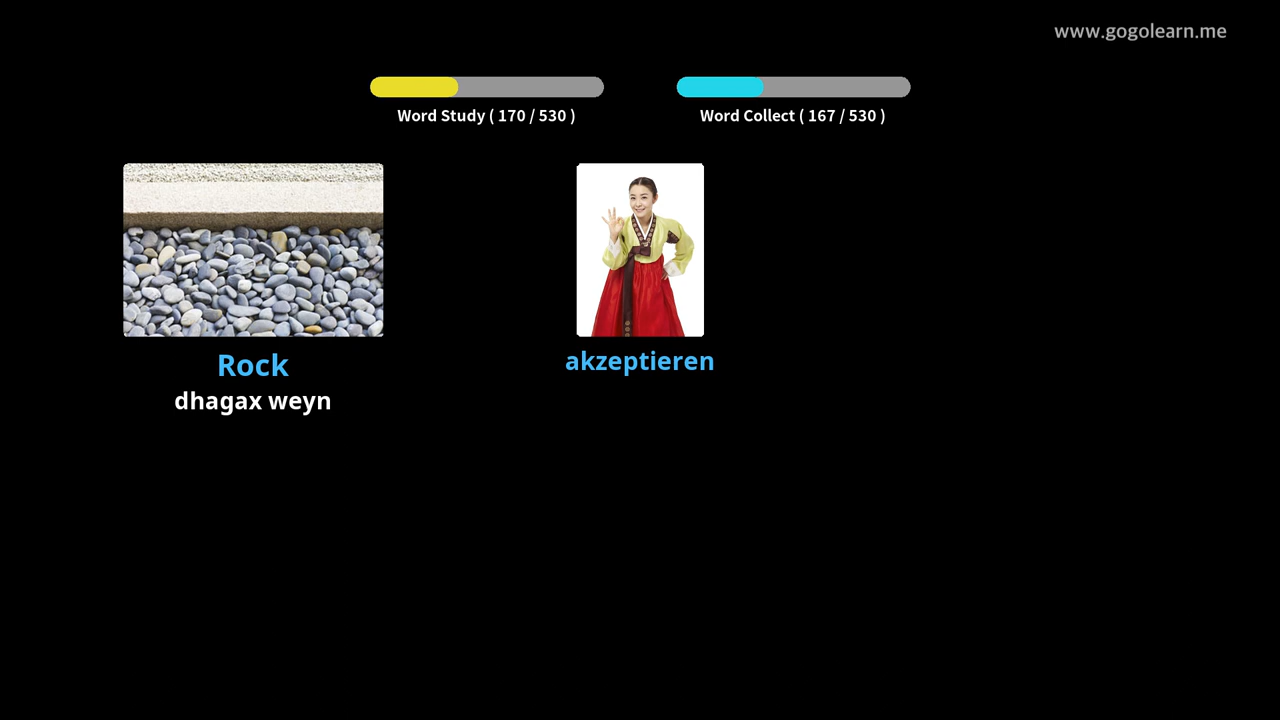 www.gogolearn.me
Word Study ( 170 / 530 )
Word Collect ( 167 / 530 )
Rock
dhagax weyn
akzeptieren